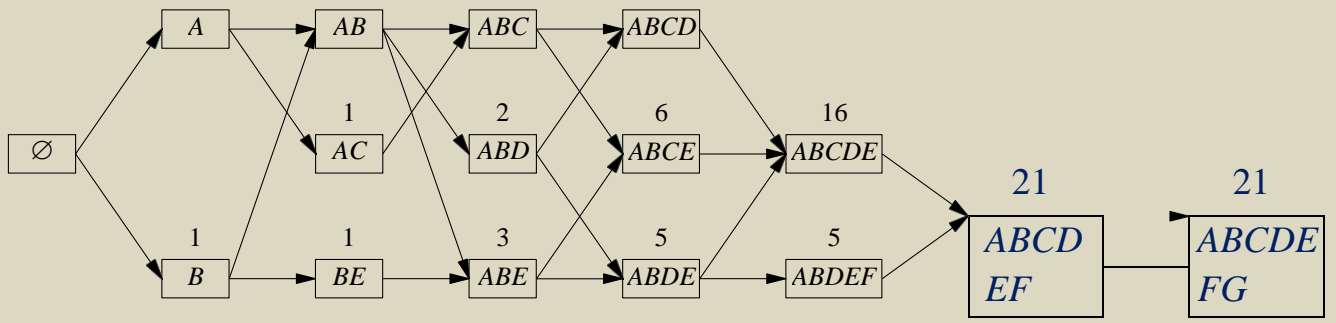 A AB ABC ABCD
1 2 6 16
∅ AC ABD ABCE ABCDE
21 21
1 1 3 5 5
ABCD ABCDE
B BE ABE ABDE ABDEF
EF FG